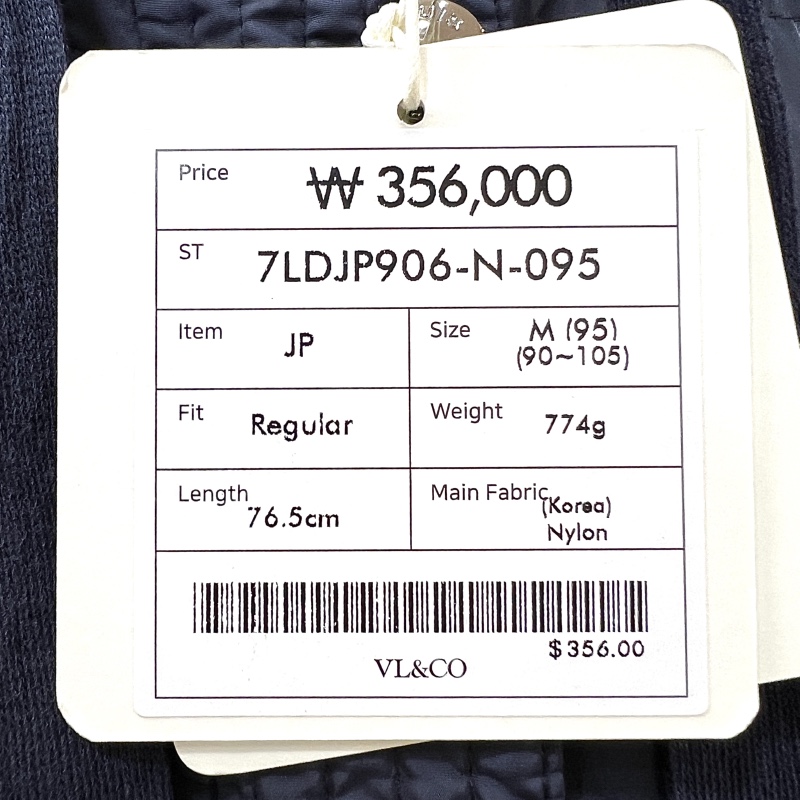 Price
₩ 356,000
ST
7LDJP906-N-095
Item
JP
Size
M (95)
(90~105)
Fit
Regular
Weight
774g
Length
76.5cm
Main Fabric
(Korea)
Nylon
$356.00
VL&CO